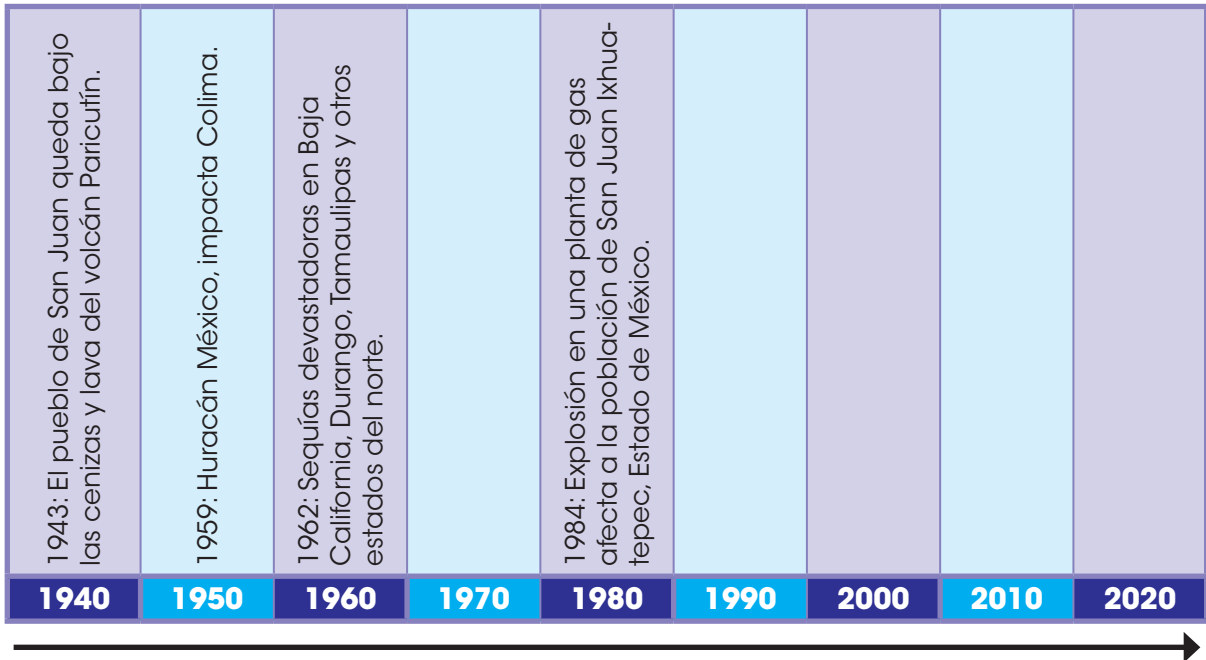 1943: El pueblo de San Juan queda bajo
las cenizas y lava del volcán Paricutín.
1959: Huracán México, impacta Colima.
1962: Sequías devastadoras en Baja
California, Durango, Tamaulipas y otros
estados del norte.
1984: Explosión en una planta de gas
afecta a la población de San Juan Ixhua-
tepec, Estado de México.
1940
1950
1960
1970
1980
1990
2000
2010
2020